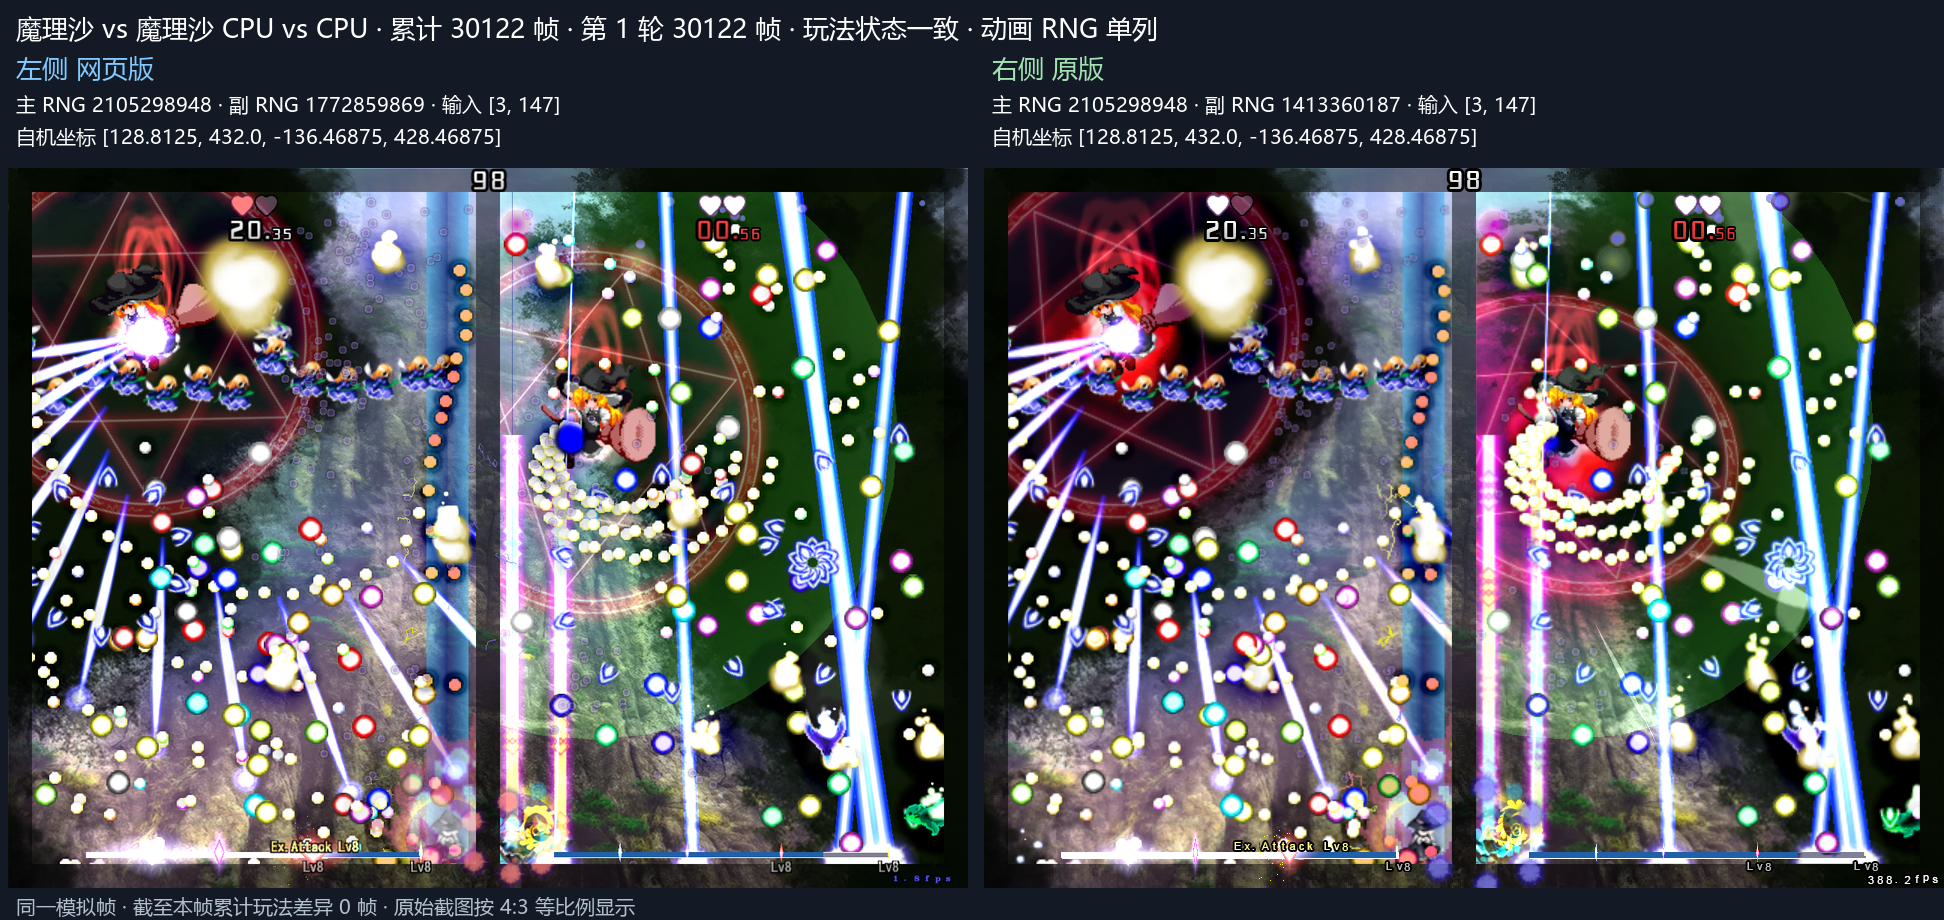 魔理沙 vs 魔理沙 CPU vs CPU · 累计 30122 帧 · 第 1 轮 30122 帧 · 玩法状态一致 · 动画 RNG 单列
左侧 网页版
主 RNG 2105298948 · 副 RNG 1772859869 · 输入 [3, 147]
自机坐标 [128.8125, 432.0, -136.46875, 428.46875]
右侧 原版
主 RNG 2105298948 · 副 RNG 1413360187 · 输入 [3, 147]
自机坐标 [128.8125, 432.0, -136.46875, 428.46875]
98
20.35
00.56
Ex.Attack Lv8
Lv8
Lv8
Lv8
Lv8
1.8fps
98
20.35
00.56
Ex.Attack Lv8
Lv8
Lv8
Lv8
388.2fps
同一模拟帧 · 截至本帧累计玩法差异 0 帧 · 原始截图按 4:3 等比例显示